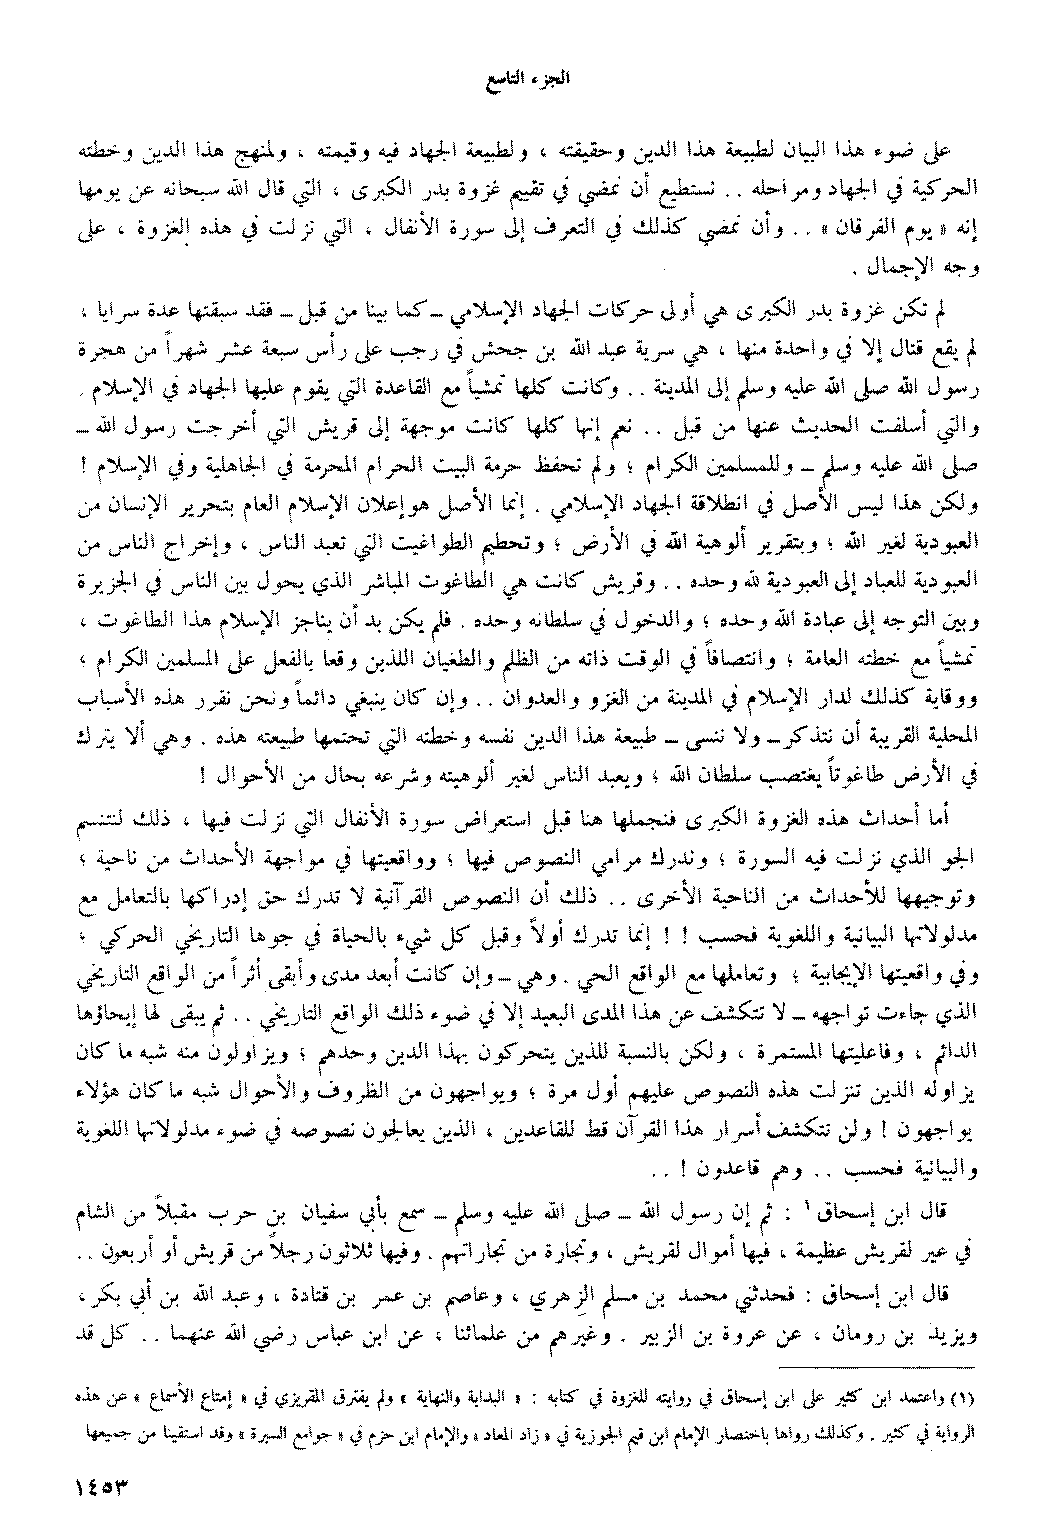 الجزء التاسع
على ضوء هذا البيان لطبيعة هذا الدين وحقيقته ، ولطبيعة الجهاد فيه وقيمته ، ولمنهج هذا الدين وخطته
الحركية في الجهاد ومراحله .. نستطيع أن نمضي في تقييم غزوة بدر الكبرى ، التي قال الله سبحانه عن يومها
إنه « يوم الفرقان » .. وأن نمضي كذلك في التعرف إلى سورة الأنفال ، التي نزلت في هذه الغزوة ، على
وجه الإجمال .
لم تكن غزوة بدر الكبرى هي أولى حركات الجهاد الإسلامي – كما بينا من قبل – فقد سبقتها عدة سرايا ،
لم يقع قتال إلا في واحدة منها ، هي سرية عبد الله بن جحش في رجب على رأس سبعة عشر شهراً من هجرة
رسول الله صلى الله عليه وسلم إلى المدينة .. وكانت كلها تمشياً مع القاعدة التي يقوم عليها الجهاد في الإسلام .
والتي أسلفت الحديث عنها من قبل .. نعم إنها كلها كانت موجهة إلى قريش التي أخرجت رسول الله –
صلى الله عليه وسلم – وللمسلمين الكرام ؛ ولم تحفظ حرمة البيت الحرام المحرمة في الجاهلية وفي الإسلام !
ولكن هذا ليس الأصل في انطلاقة الجهاد الإسلامي . إنما الأصل هو إعلان الإسلام العام بتحرير الإنسان من
العبودية لغير الله ؛ وبتقرير ألوهية الله في الأرض ؛ وتحطيم الطواغيت التي تعبد الناس ، وإخراج الناس من
العبودية للعباد إلى العبودية لله وحده .. وقريش كانت هي الطاغوت المباشر الذي يحول بين الناس في الجزيرة
وبين التوجه إلى عبادة الله وحده ؛ والدخول في سلطانه وحده . فلم يكن بد أن يناجز الإسلام هذا الطاغوت ،
تمشياً مع خطته العامة ؛ وانتصافاً في الوقت ذاته من الظلم والطغيان اللذين وقعا بالفعل على المسلمين الكرام ؛
ووقاية كذلك لدار الإسلام في المدينة من الغزو والعدوان .. وإن كان ينبغي دائماً ونحن نقرر هذه الأسباب
المحلية القريبة أن نتذكر – ولا ننسى – طبيعة هذا الدين نفسه وخطته التي تحتمها طبيعته هذه . وهي ألا يترك
في الأرض طاغوتاً يغتصب سلطان الله ؛ ويعبد الناس لغير ألوهيته وشرعه بحال من الأحوال !
أما أحداث هذه الغزوة الكبرى فنجملها هنا قبل استعراض سورة الأنفال التي نزلت فيها ، ذلك لنتنسم
الجو الذي نزلت فيه السورة ؛ وندرك مرامي النصوص فيها ؛ وواقعيتها في مواجهة الأحداث من ناحية ؛
وتوجيهها للأحداث من الناحية الأخرى .. ذلك أن النصوص القرآنية لا تدرك حق إدراكها بالتعامل مع
مدلولاتها البيانية واللغوية فحسب ! ! إنما تدرك أولاً وقبل كل شيء بالحياة في جوها التاريخي الحركي ؛
وفي واقعيتها الإيجابية ؛ وتعاملها مع الواقع الحي . وهي – وإن كانت أبعد مدى وأبقى أثراً من الواقع التاريخي
الذي جاءت تواجهه – لا تتكشف عن هذا المدى البعيد إلا في ضوء ذلك الواقع التاريخي .. ثم يبقى لها إيحاؤها
الدائم ، وفاعليتها المستمرة ، ولكن بالنسبة للذين يتحركون بهذا الدين وحدهم ؛ ويزاولون منه شبه ما كان
يزاوله الذين تنزلت هذه النصوص عليهم أول مرة ؛ ويواجهون من الظروف والأحوال شبه ما كان هؤلاء
يواجهون ! ولن تتكشف أسرار هذا القرآن قط للقاعدين ، الذين يعالجون نصوصه في ضوء مدلولاتها اللغوية
والبيانية فحسب .. وهم قاعدون ! ..
قال ابن إسحاق ١ : ثم إن رسول الله – صلى الله عليه وسلم – سمع بأبي سفيان بن حرب مقبلاً من الشام
في عير لقريش عظيمة ، فيها أموال لقريش ، وتجارة من تجاراتهم . وفيها ثلاثون رجلاً من قريش أو أربعون ..
قال ابن إسحاق : فحدثني محمد بن مسلم الزهري ، وعاصم بن عمر بن قتادة ، وعبد الله بن أبي بكر ،
ويزيد بن رومان ، عن عروة بن الزبير . وغيرهم من علمائنا ، عن ابن عباس رضي الله عنهما .. كل قد
(١) واعتمد ابن كثير على ابن إسحاق في روايته للغزوة في كتابه : « البداية والنهاية » ولم يفترق المقريزي في « إمتاع الأسماع » عن هذه
الرواية في كثير . وكذلك رواها باختصار الإمام ابن قيم الجوزية في « زاد المعاد » والإمام ابن حزم في « جوامع السيرة » وقد استقينا من جميعها
١٤٥٣